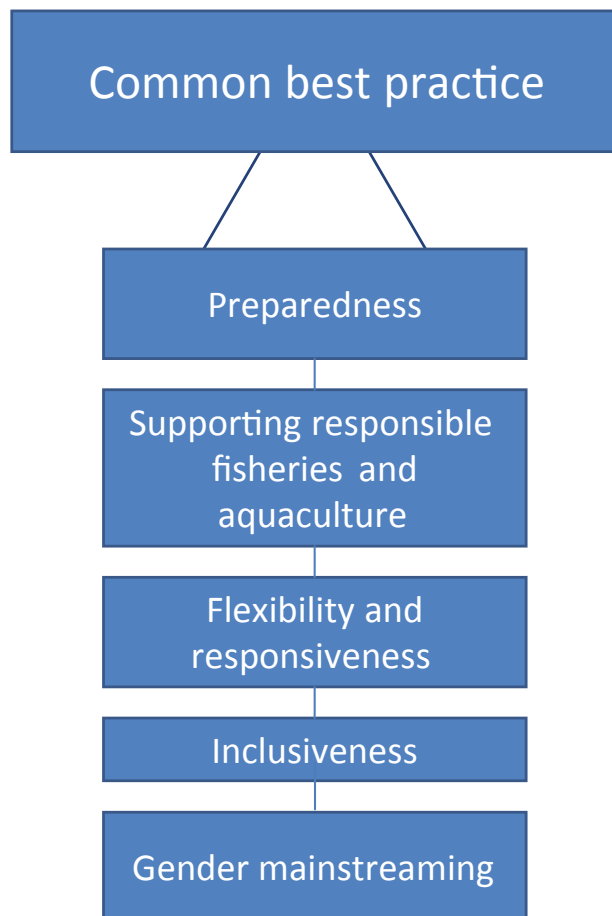 Common best practice
Preparedness
Supporting responsible
fisheries and
aquaculture
Flexibility and
responsiveness
Inclusiveness
Gender mainstreaming